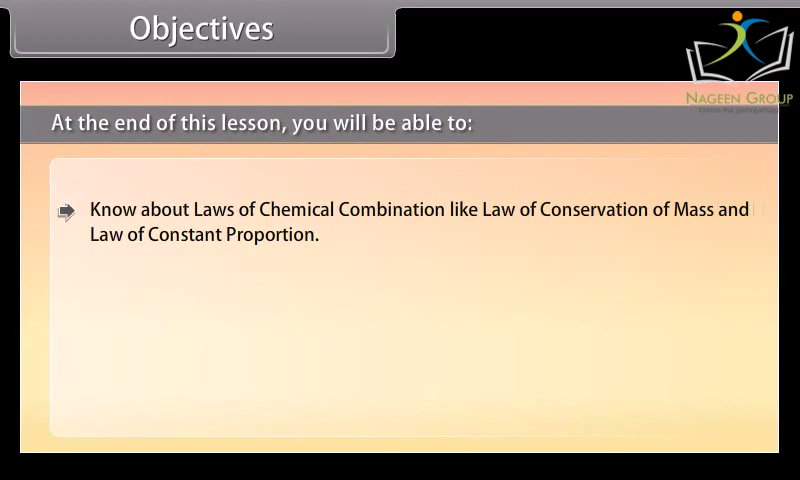 Objectives
NAGEEN GROUP
At the end of this lesson, you will be able to:
Know about Laws of Chemical Combination like Law of Conservation of Mass and
Law of Constant Proportion.